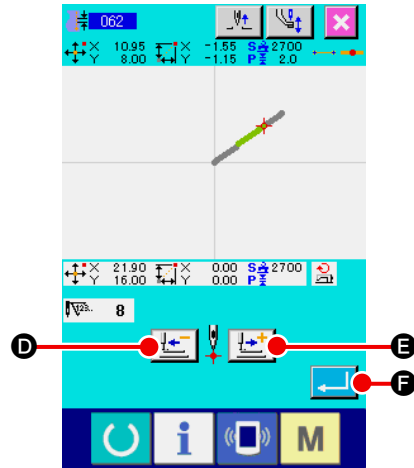 062
X 10.95 X -1.55 S 2700
Y 8.00 Y -1.15 P 2.0
X 21.90 X 0.00 S 2700
Y 16.00 Y 0.00 P
N123.. 8
D E
F
i M